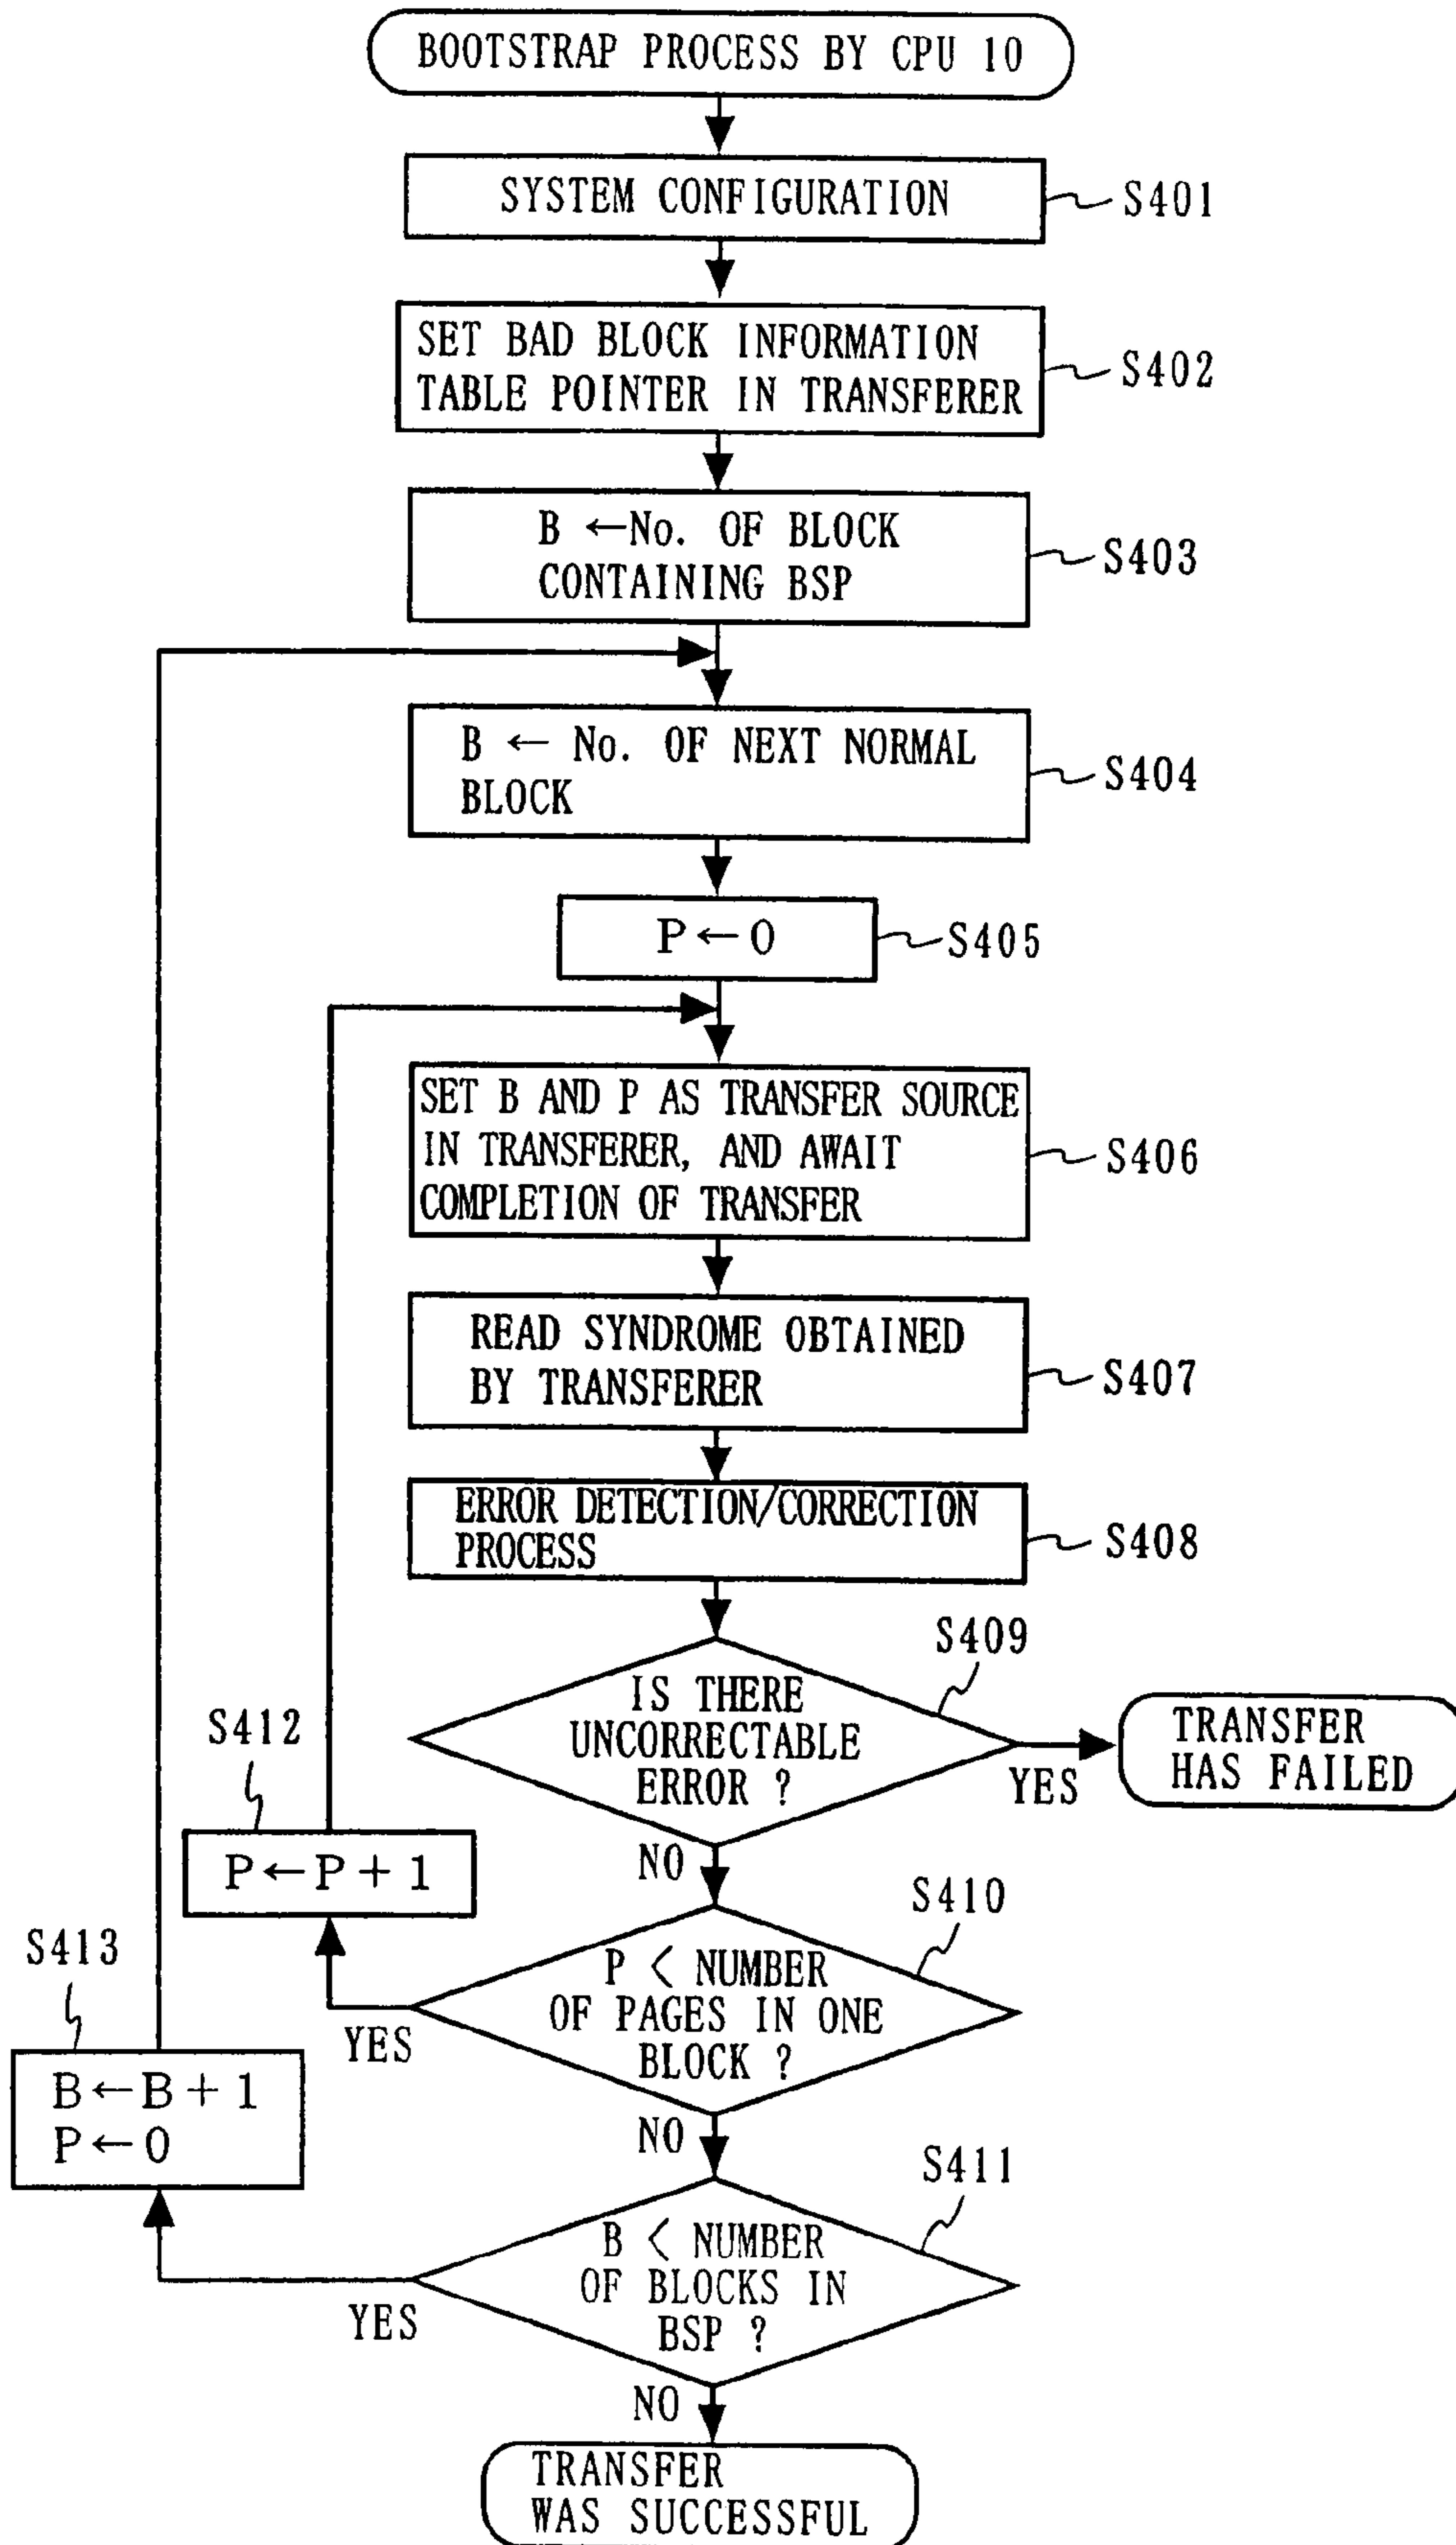 BOOTSTRAP PROCESS BY CPU 10
SYSTEM CONFIGURATION
S401
SET BAD BLOCK INFORMATION
TABLE POINTER IN TRANSFERER
S402
B ←No. OF BLOCK
CONTAINING BSP
S403
B ← No. OF NEXT NORMAL
BLOCK
S404
P←0
S405
SET B AND P AS TRANSFER SOURCE
IN TRANSFERER, AND AWAIT
COMPLETION OF TRANSFER
S406
READ SYNDROME OBTAINED
BY TRANSFERER
S407
ERROR DETECTION/CORRECTION
PROCESS
S408
S409
IS THERE
UNCORRECTABLE
ERROR ?
YES
TRANSFER
HAS FAILED
NO
S412
P←P+1
S410
P < NUMBER
OF PAGES IN ONE
BLOCK ?
YES
NO
S413
B←B+1
P←0
S411
B < NUMBER
OF BLOCKS IN
BSP ?
YES
NO
TRANSFER
WAS SUCCESSFUL